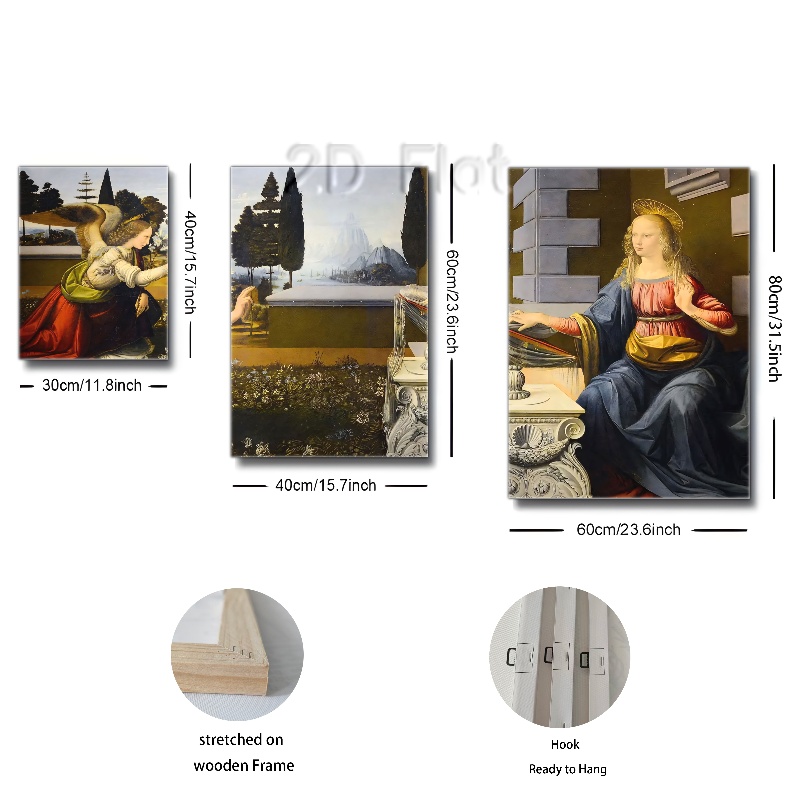 2D Flat
40cm/15.7inch
30cm/11.8inch
60cm/23.6inch
40cm/15.7inch
80cm/31.5inch
60cm/23.6inch
stretched on
wooden Frame
Hook
Ready to Hang